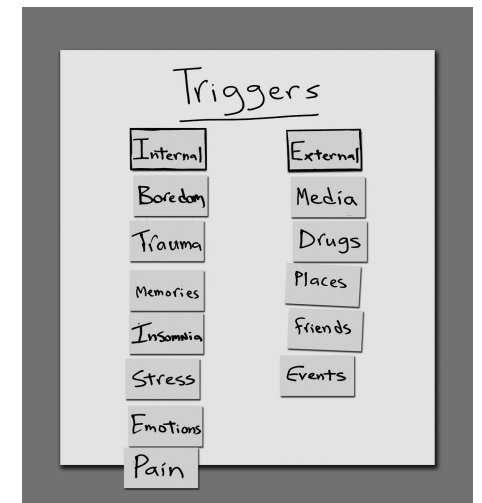 Triggers
Internal
Boredom
Trauma
Memories
Insomnia
Stress
Emotions
Pain
External
Media
Drugs
Places
Friends
Events